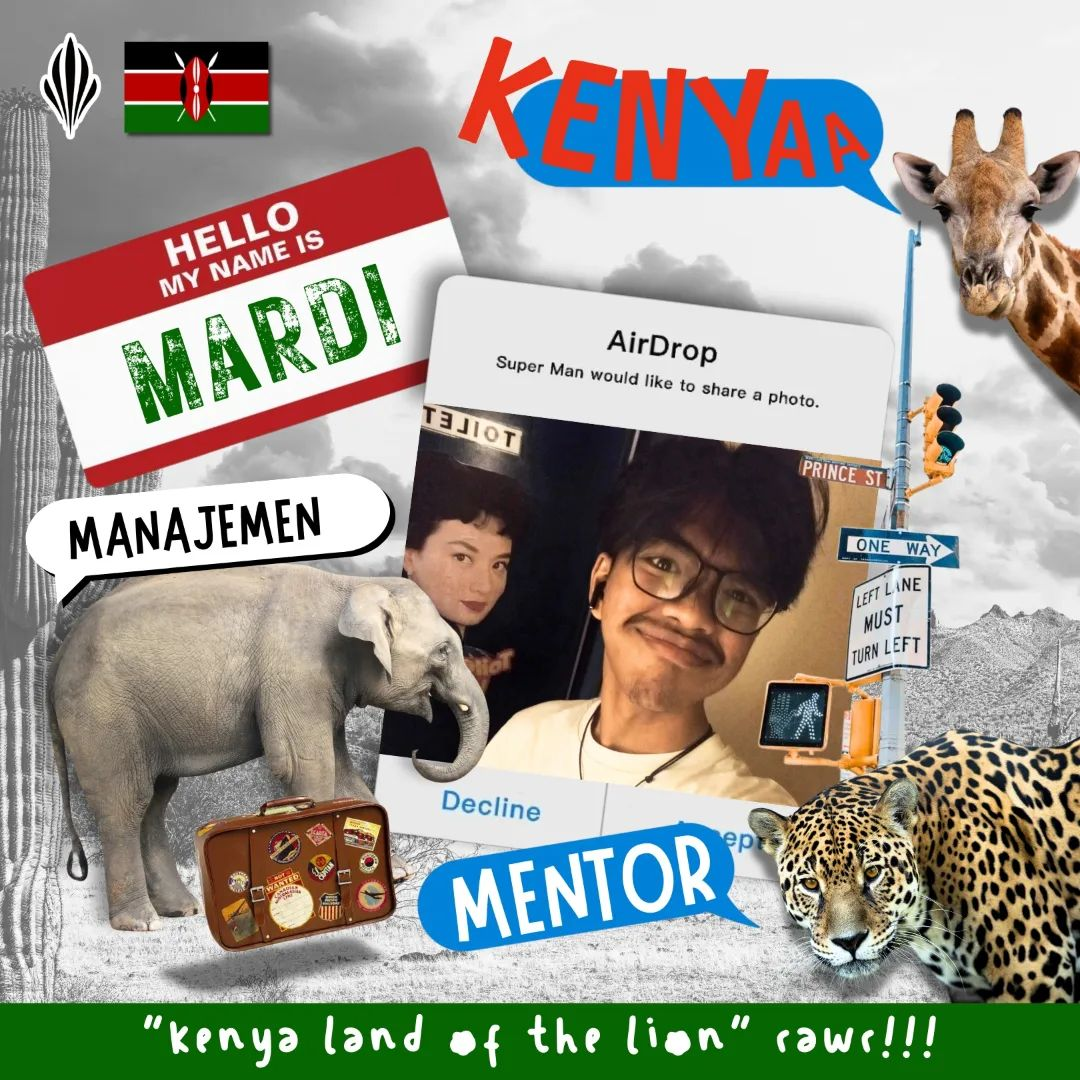 KENYAA
HELLO
MY NAME IS
MARDI
AirDrop
Super Man would like to share a photo.
TOILET
PRINCE ST
MANAJEMEN
ONE WAY
LEFT LANE
MUST
TURN LEFT
Decline
Accept
MENTOR
"kenya land of the lion" rawr!!!